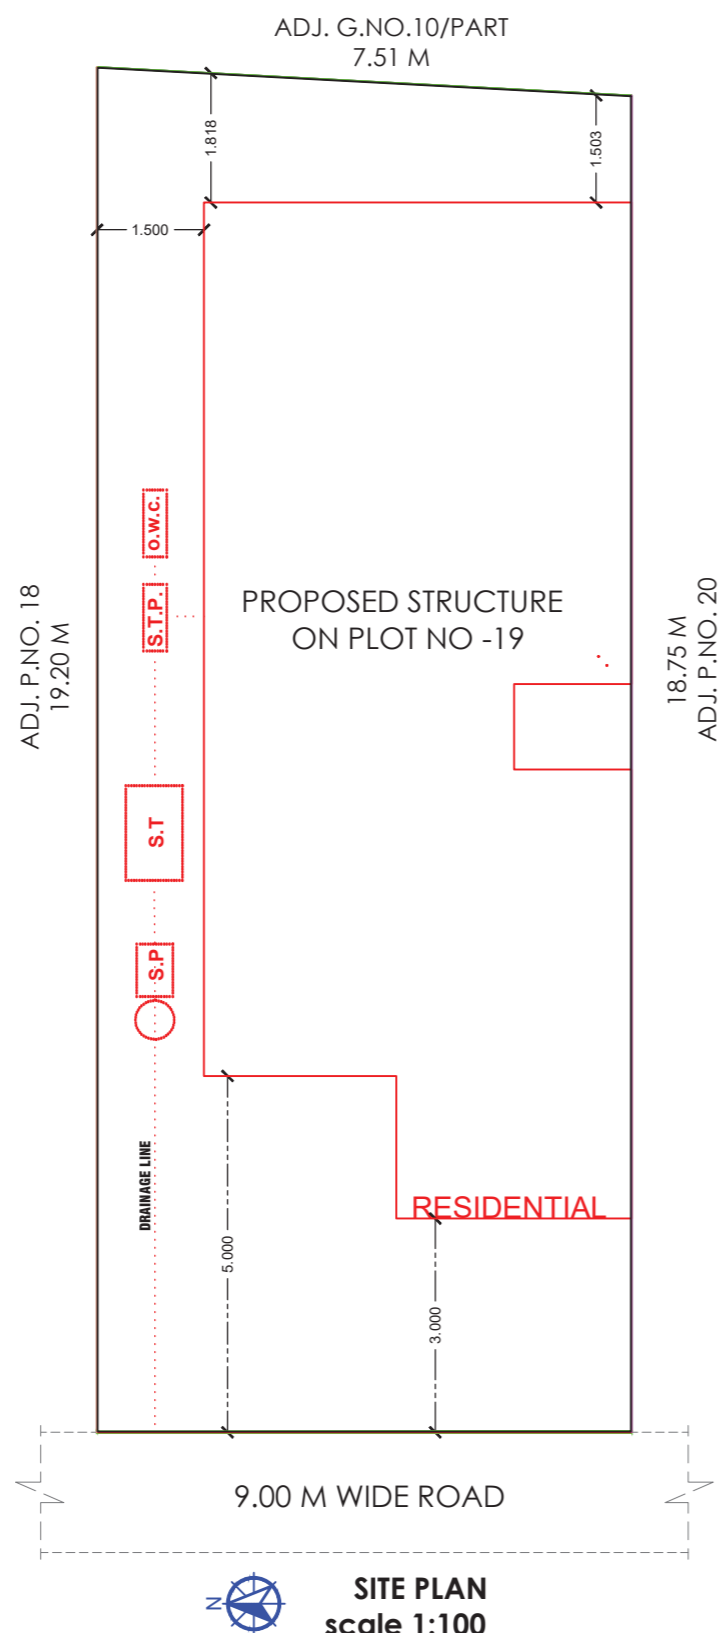 ADJ. G.NO.10/PART
7.51 M
1.818
1.503
1.500
o.w.c.
S.T.P.
PROPOSED STRUCTURE
ON PLOT NO -19
ADJ. P.NO. 18
19.20 M
18.75 M
ADJ. P.NO. 20
S.T
S.P
DRAINAGE LINE
RESIDENTIAL
5.000
3.000
9.00 M WIDE ROAD
N
SITE PLAN
scale 1:100